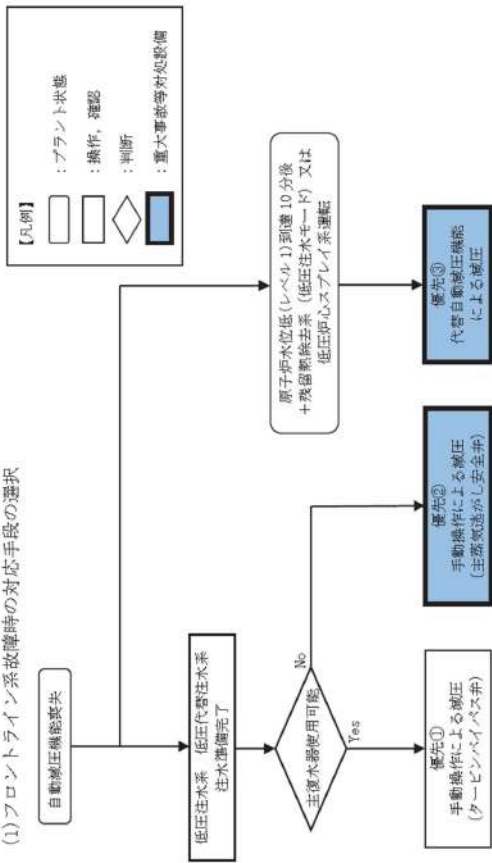 (1)フロントライン系故障時の対応手段の選択
自動減圧機能喪失
低圧注水系 低圧代替注水系
注水準備完了
主復水器使用可能
No
Yes
優先①
手動操作による減圧
(タービンバイパス弁)
優先②
手動操作による減圧
(主蒸気逃がし安全弁)
原子炉水位低(レベル1)到達10分後
+残留熱除去系(低圧注水モード)又は
低圧炉心スプレイ系運転
優先③
代替自動減圧機能
による減圧
【凡例】
:プラント状態
:操作,確認
:判断
:重大事故等対処設備